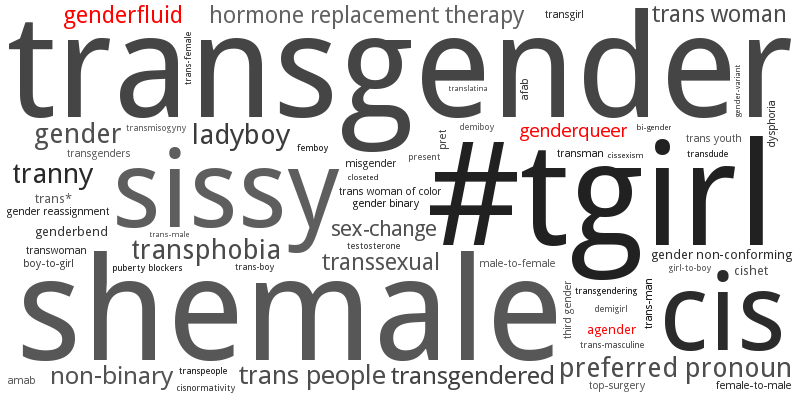 genderfluid
hormone replacement therapy
transgirl
trans woman
transgender
trans-female
translatina
afab
gender-variant
dysphoria
gender
transmisogyny
ladyboy
femboy
pret
demiboy
genderqueer
bi-gender
trans youth
transgenders
misgender
present
transman
cissexism
transdude
tranny
sissy
closeted
#tgirl
trans*
trans woman of color
gender reassignment
gender binary
genderbend
trans-male
sex-change
transwoman
transphobia
testosterone
gender non-conforming
boy-to-girl
puberty blockers
trans-boy
transsexual
male-to-female
girl-to-boy
cishet
shemale
third gender
transgendering
trans-man
cis
demigirl
agender
trans-masculine
amab
non-binary
transpeople
cisnormativity
trans people
transgendered
preferred pronoun
top-surgery
female-to-male